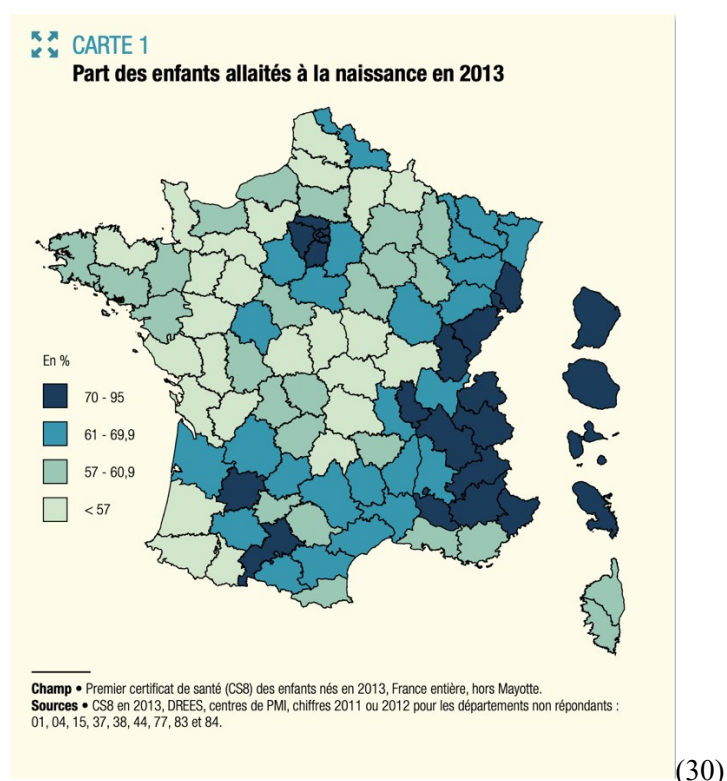 CARTE 1
Part des enfants allaités à la naissance en 2013
En %
70 - 95
61 - 69,9
57 - 60,9
< 57
Champ • Premier certificat de santé (CS8) des enfants nés en 2013, France entière, hors Mayotte.
Sources • CS8 en 2013, DREES, centres de PMI, chiffres 2011 ou 2012 pour les départements non répondants :
01, 04, 15, 37, 38, 44, 77, 83 et 84.
(30)